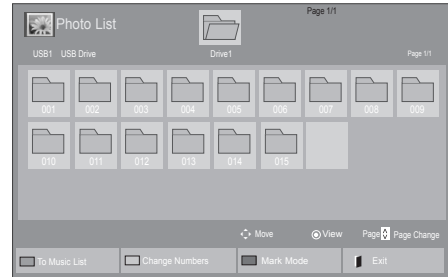 Page 1/1
Photo List
USB1 USB Drive Drive1 Page 1/1
001 002 003 004 005 006 007 008 009
010 011 012 013 014 015
Move View Page Page Change
To Music List Change Numbers Mark Mode Exit